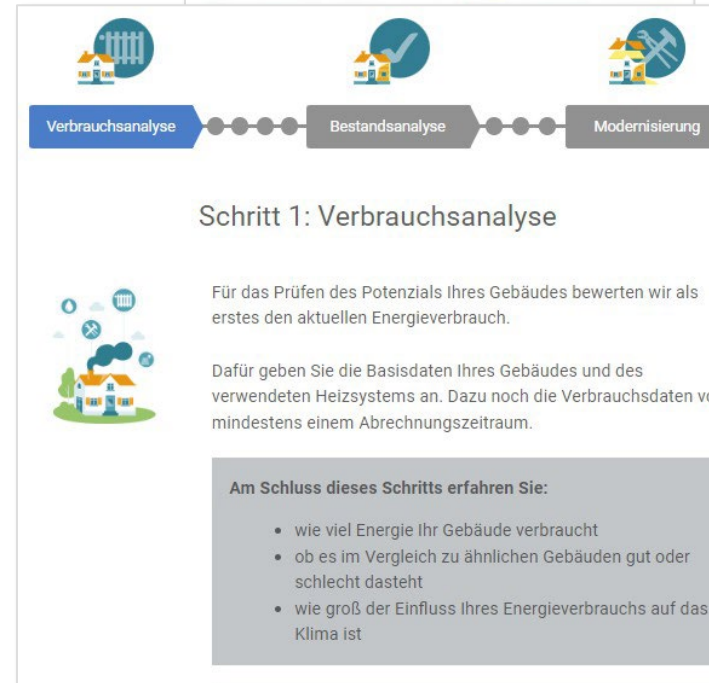 Verbrauchsanalyse
Bestandsanalyse
Modernisierung
Schritt 1: Verbrauchsanalyse
Für das Prüfen des Potenzials Ihres Gebäudes bewerten wir als
erstes den aktuellen Energieverbrauch.
Dafür geben Sie die Basisdaten Ihres Gebäudes und des
verwendeten Heizsystems an. Dazu noch die Verbrauchsdaten
mindestens einem Abrechnungszeitraum.
Am Schluss dieses Schritts erfahren Sie:
• wie viel Energie Ihr Gebäude verbraucht
• ob es im Vergleich zu ähnlichen Gebäuden gut oder
schlecht dasteht
• wie groß der Einfluss Ihres Energieverbrauchs auf das
Klima ist